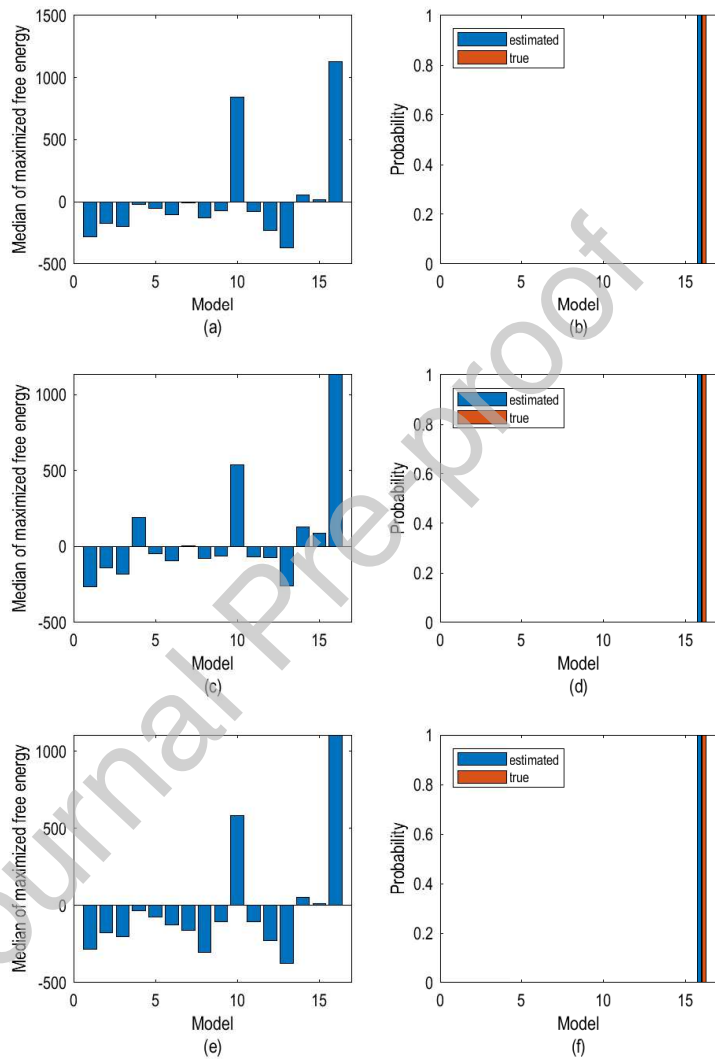 1500
1000
500
0
-500
Median of maximized free energy
0 5 10 15
Model
(a)
1
0.8
0.6
0.4
0.2
0
Probability
estimated
true
0 5 10 15
Model
(b)
1000
500
0
-500
Median of maximized free energy
0 5 10 15
Model
(c)
1
0.8
0.6
0.4
0.2
0
Probability
estimated
true
0 5 10 15
Model
(d)
1000
500
0
-500
Median of maximized free energy
0 5 10 15
Model
(e)
1
0.8
0.6
0.4
0.2
0
Probability
estimated
true
0 5 10 15
Model
(f)
ournal Pre-proof